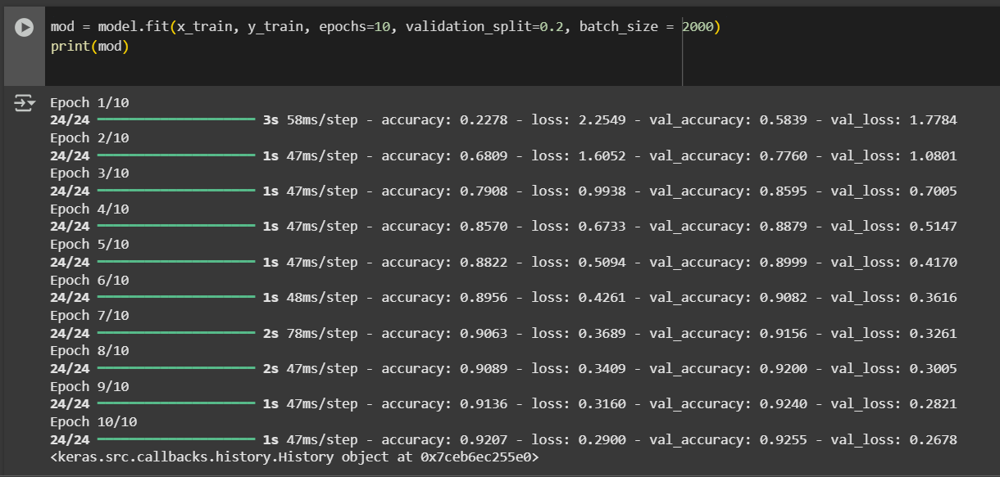 mod = model.fit(x_train, y_train, epochs=10, validation_split=0.2, batch_size = 2000)
print(mod)
Epoch 1/10
24/24 ━━━━━━━━━━━━━━━━━━━━ 3s 58ms/step - accuracy: 0.2278 - loss: 2.2549 - val_accuracy: 0.5839 - val_loss: 1.7784
Epoch 2/10
24/24 ━━━━━━━━━━━━━━━━━━━━ 1s 47ms/step - accuracy: 0.6809 - loss: 1.6052 - val_accuracy: 0.7760 - val_loss: 1.0801
Epoch 3/10
24/24 ━━━━━━━━━━━━━━━━━━━━ 1s 47ms/step - accuracy: 0.7908 - loss: 0.9938 - val_accuracy: 0.8595 - val_loss: 0.7005
Epoch 4/10
24/24 ━━━━━━━━━━━━━━━━━━━━ 1s 47ms/step - accuracy: 0.8570 - loss: 0.6733 - val_accuracy: 0.8879 - val_loss: 0.5147
Epoch 5/10
24/24 ━━━━━━━━━━━━━━━━━━━━ 1s 47ms/step - accuracy: 0.8822 - loss: 0.5094 - val_accuracy: 0.8999 - val_loss: 0.4170
Epoch 6/10
24/24 ━━━━━━━━━━━━━━━━━━━━ 1s 48ms/step - accuracy: 0.8956 - loss: 0.4261 - val_accuracy: 0.9082 - val_loss: 0.3616
Epoch 7/10
24/24 ━━━━━━━━━━━━━━━━━━━━ 2s 78ms/step - accuracy: 0.9063 - loss: 0.3689 - val_accuracy: 0.9156 - val_loss: 0.3261
Epoch 8/10
24/24 ━━━━━━━━━━━━━━━━━━━━ 2s 47ms/step - accuracy: 0.9089 - loss: 0.3409 - val_accuracy: 0.9200 - val_loss: 0.3005
Epoch 9/10
24/24 ━━━━━━━━━━━━━━━━━━━━ 1s 47ms/step - accuracy: 0.9136 - loss: 0.3160 - val_accuracy: 0.9240 - val_loss: 0.2821
Epoch 10/10
24/24 ━━━━━━━━━━━━━━━━━━━━ 1s 47ms/step - accuracy: 0.9207 - loss: 0.2900 - val_accuracy: 0.9255 - val_loss: 0.2678
<keras.src.callbacks.history.History object at 0x7ceb6ec255e0>